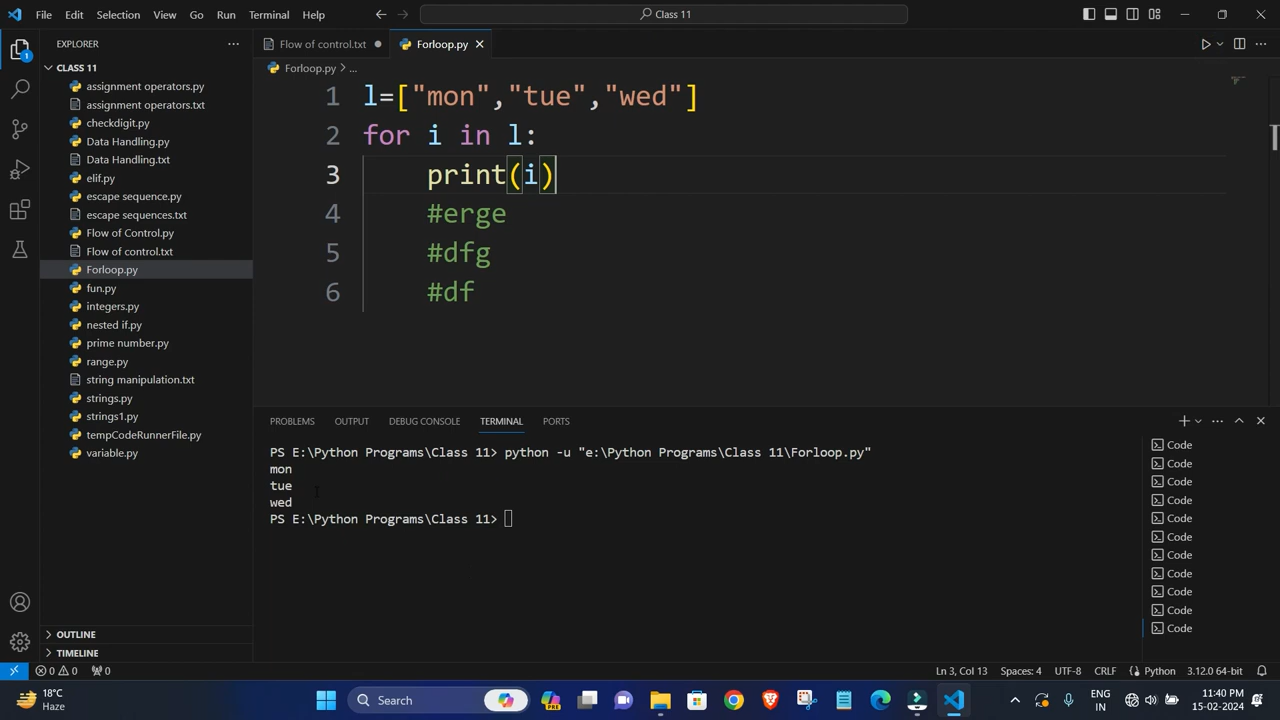 File Edit Selection View Go Run Terminal Help
Class 11
EXPLORER
Flow of control.txt
Forloop.py
CLASS 11
Forloop.py > ...
assignment operators.py
assignment operators.txt
checkdigit.py
Data Handling.py
Data Handling.txt
elif.py
escape sequence.py
escape sequences.txt
Flow of Control.py
Flow of control.txt
Forloop.py
fun.py
integers.py
nested if.py
prime number.py
range.py
string manipulation.txt
strings.py
strings1.py
tempCodeRunnerFile.py
variable.py
OUTLINE
TIMELINE
1 l=["mon","tue","wed"]
2 for i in l:
3 print(i)
4 #erge
5 #dfg
6 #df
PROBLEMS OUTPUT DEBUG CONSOLE TERMINAL PORTS
PS E:\Python Programs\Class 11> python -u "e:\Python Programs\Class 11\Forloop.py"
mon
tue
wed
PS E:\Python Programs\Class 11>
Code
Code
Code
Code
Code
Code
Code
Code
Code
Code
Code
1
0 0 0
Ln 3, Col 13 Spaces: 4 UTF-8 CRLF Python 3.12.0 64-bit
18°C
Haze
Search
PRE
ENG
IN
11:40 PM
15-02-2024